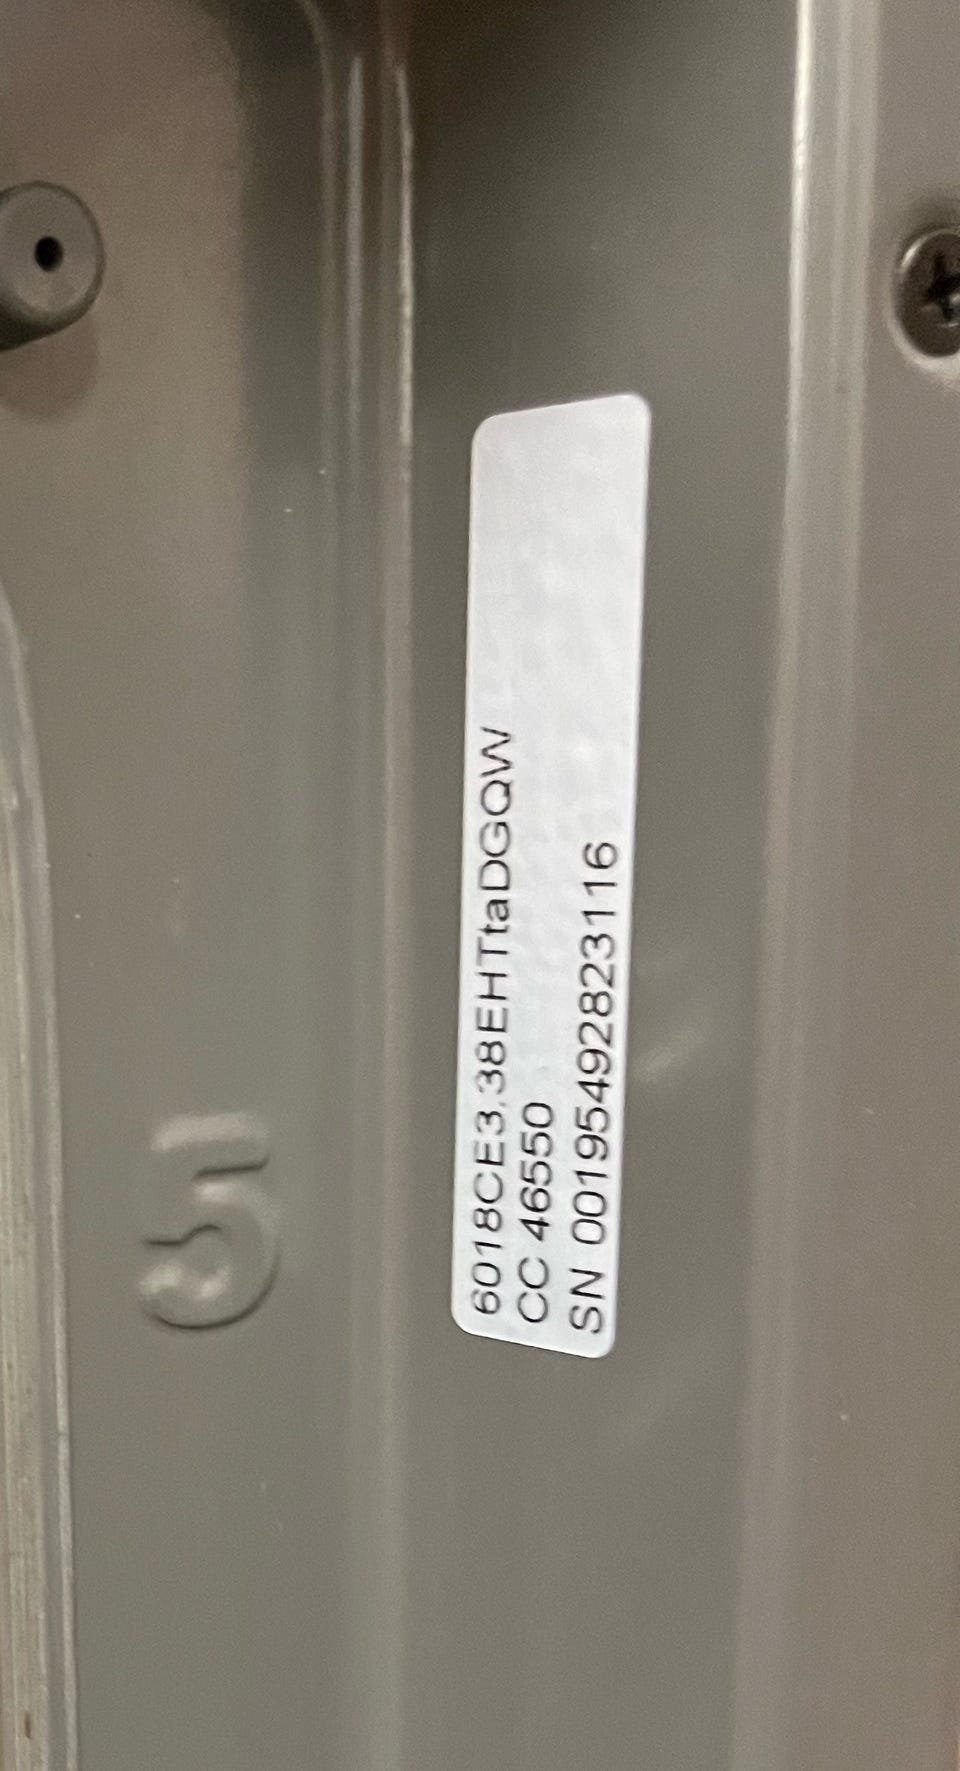 6018CE3.38EHTtaDGQW
CC 46550
SN 00195492823116
5